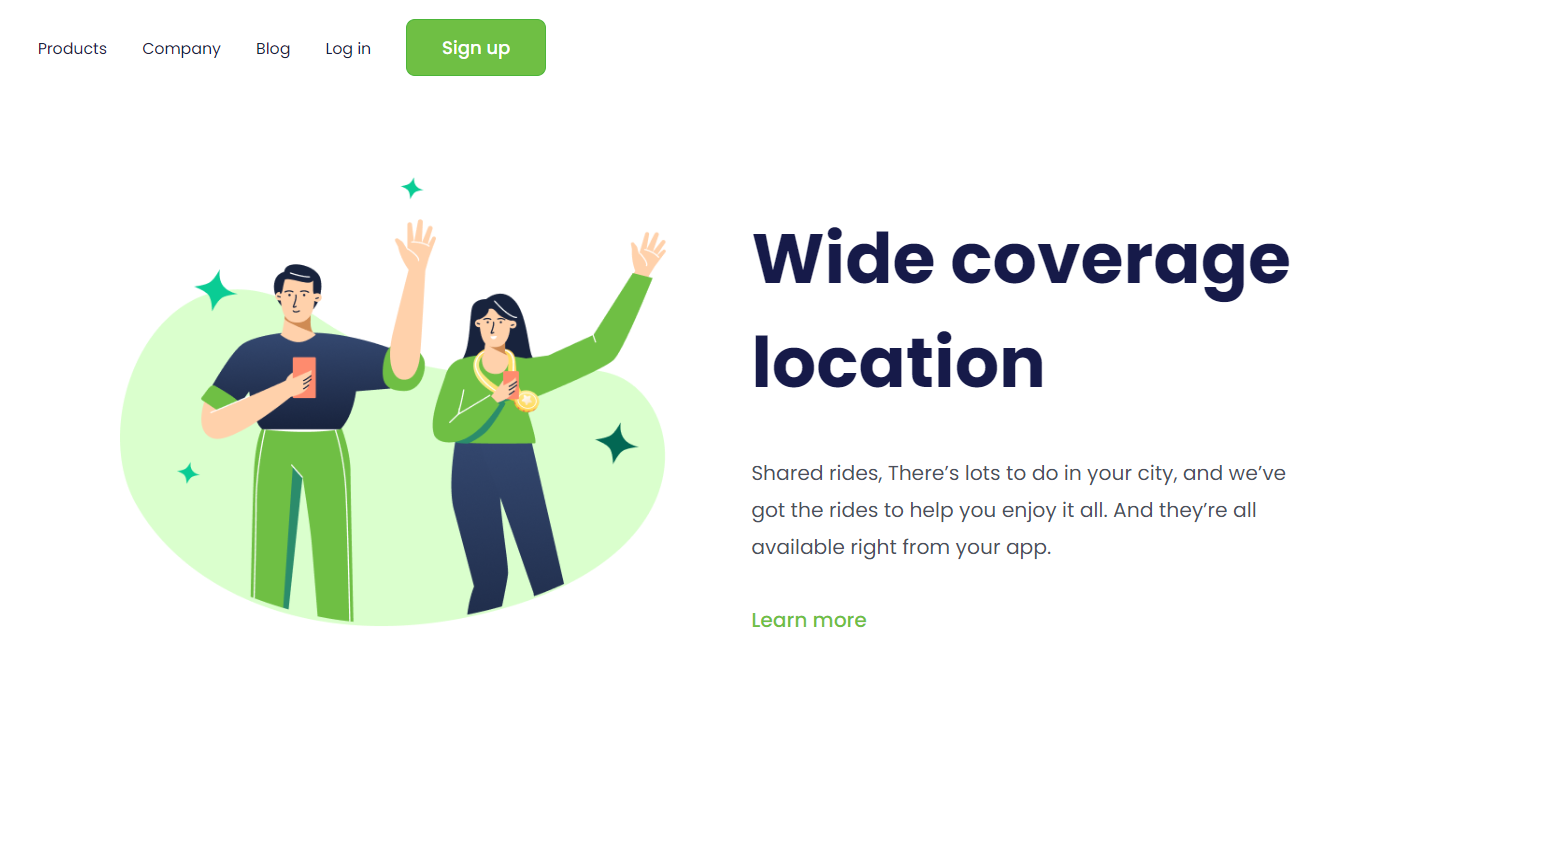 Products Company Blog Log in Sign up
Wide coverage
location
Shared rides, There’s lots to do in your city, and we’ve
got the rides to help you enjoy it all. And they’re all
available right from your app.
Learn more